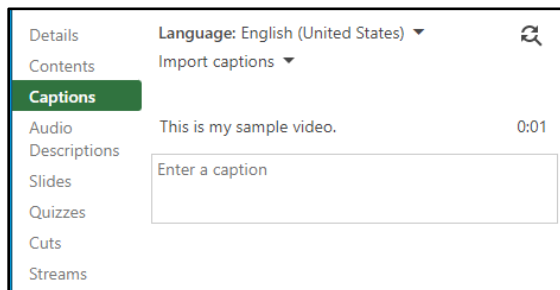 Details
Contents
Captions
Audio
Descriptions
Slides
Quizzes
Cuts
Streams
Language: English (United States)
Import captions
This is my sample video. 0:01
Enter a caption